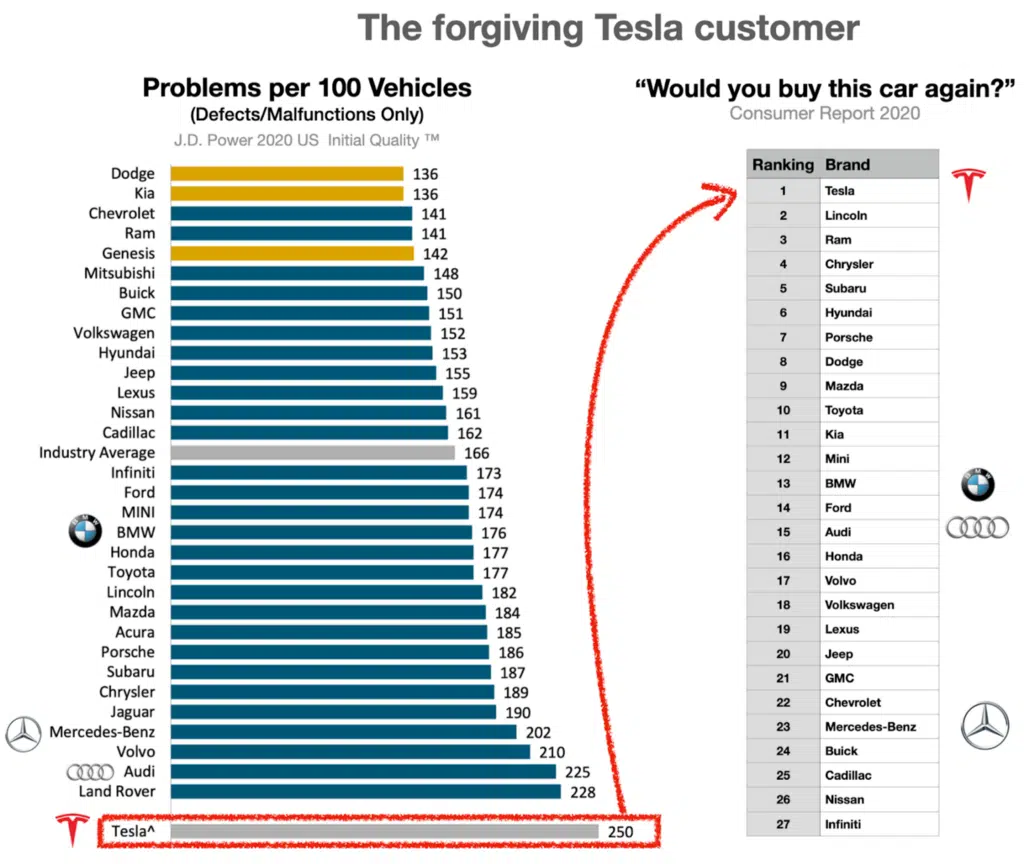 The forgiving Tesla customer
Problems per 100 Vehicles
(Defects/Malfunctions Only)
J.D. Power 2020 US Initial Quality ™
Dodge 136
Kia 136
Chevrolet 141
Ram 141
Genesis 142
Mitsubishi 148
Buick 150
GMC 151
Volkswagen 152
Hyundai 153
Jeep 155
Lexus 159
Nissan 161
Cadillac 162
Industry Average 166
Infiniti 173
Ford 174
MINI 174
BMW 176
Honda 177
Toyota 177
Lincoln 182
Mazda 184
Acura 185
Porsche 186
Subaru 187
Chrysler 189
Jaguar 190
Mercedes-Benz 202
Volvo 210
Audi 225
Land Rover 228
Tesla^ 250
“Would you buy this car again?”
Consumer Report 2020
Ranking Brand
1 Tesla
2 Lincoln
3 Ram
4 Chrysler
5 Subaru
6 Hyundai
7 Porsche
8 Dodge
9 Mazda
10 Toyota
11 Kia
12 Mini
13 BMW
14 Ford
15 Audi
16 Honda
17 Volvo
18 Volkswagen
19 Lexus
20 Jeep
21 GMC
22 Chevrolet
23 Mercedes-Benz
24 Buick
25 Cadillac
26 Nissan
27 Infiniti